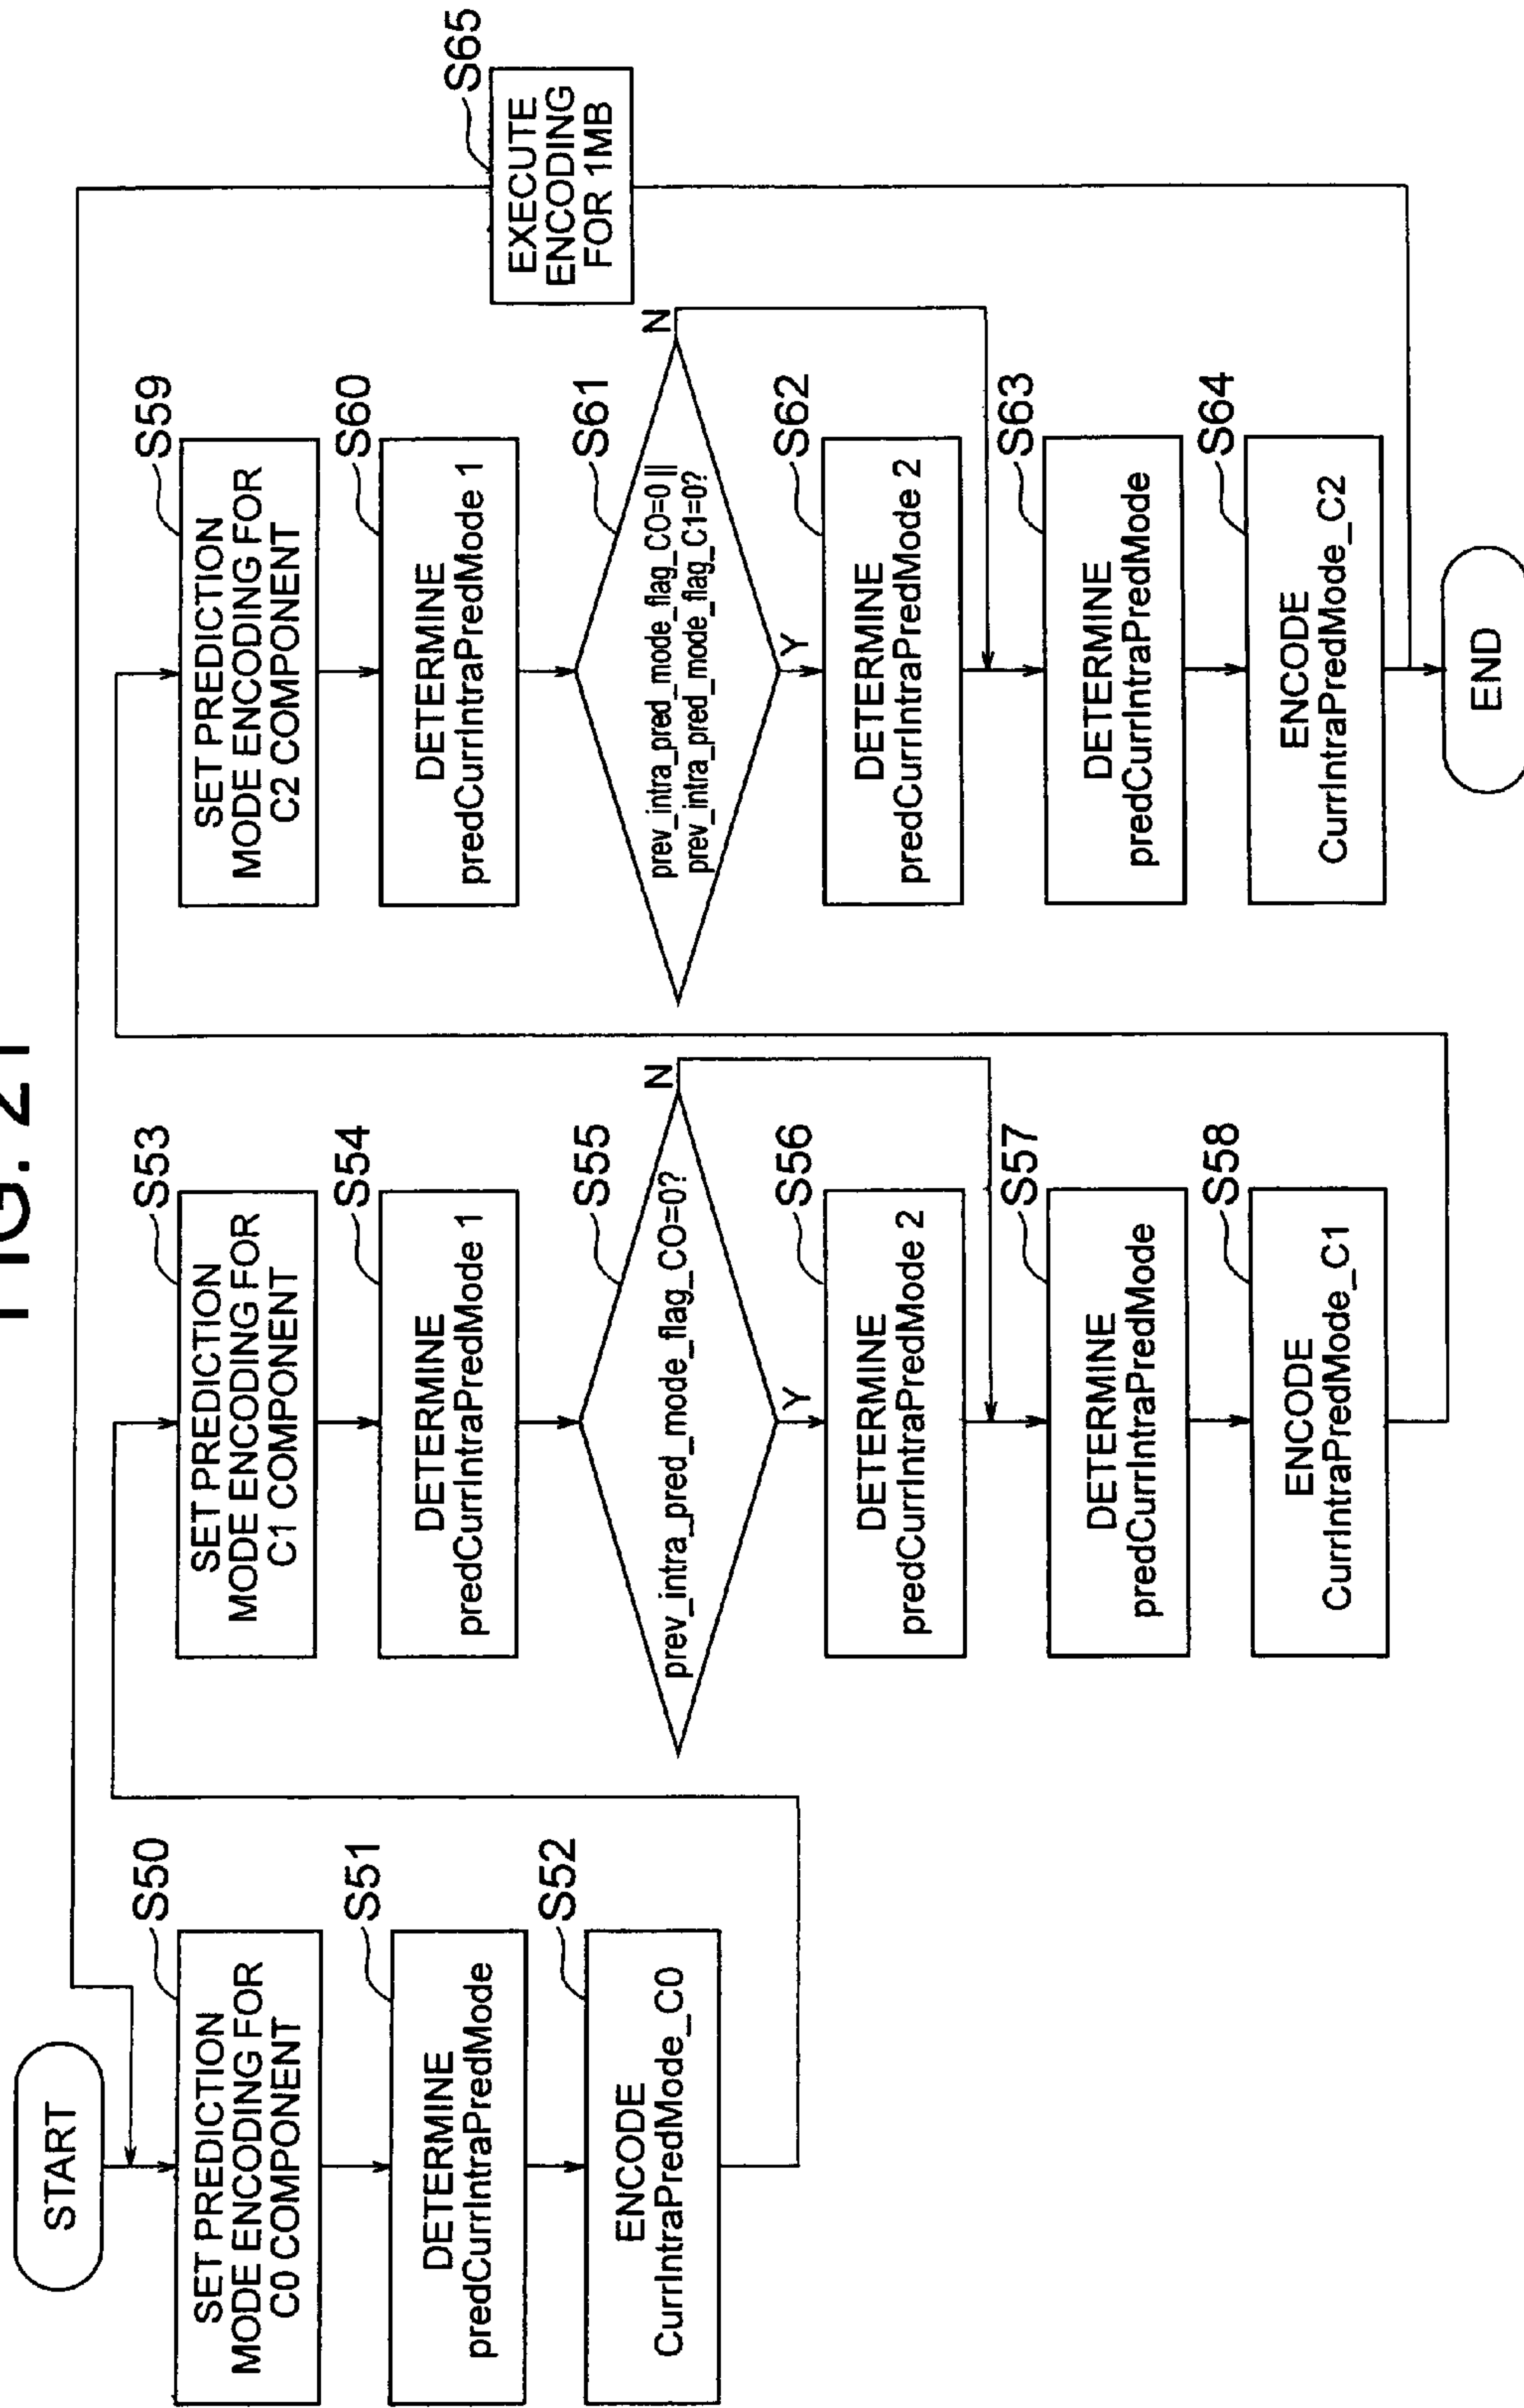 FIG. 21
START
SET PREDICTION
MODE ENCODING FOR
C0 COMPONENT
S50
DETERMINE
predCurrIntraPredMode
S51
ENCODE
CurrIntraPredMode_C0
S52
SET PREDICTION
MODE ENCODING FOR
C1 COMPONENT
S53
DETERMINE
predCurrIntraPredMode 1
S54
prev_intra_pred_mode_flag_CO=0?
S55
N
Y
DETERMINE
predCurrIntraPredMode 2
S56
DETERMINE
predCurrIntraPredMode
S57
ENCODE
CurrIntraPredMode_C1
S58
SET PREDICTION
MODE ENCODING FOR
C2 COMPONENT
S59
DETERMINE
predCurrIntraPredMode 1
S60
prev_intra_pred_mode_flag_CO=0 ||
prev_intra_pred_mode_flag_C1=0?
S61
N
Y
DETERMINE
predCurrIntraPredMode 2
S62
DETERMINE
predCurrIntraPredMode
S63
ENCODE
CurrIntraPredMode_C2
S64
END
EXECUTE
ENCODING
FOR 1MB
S65